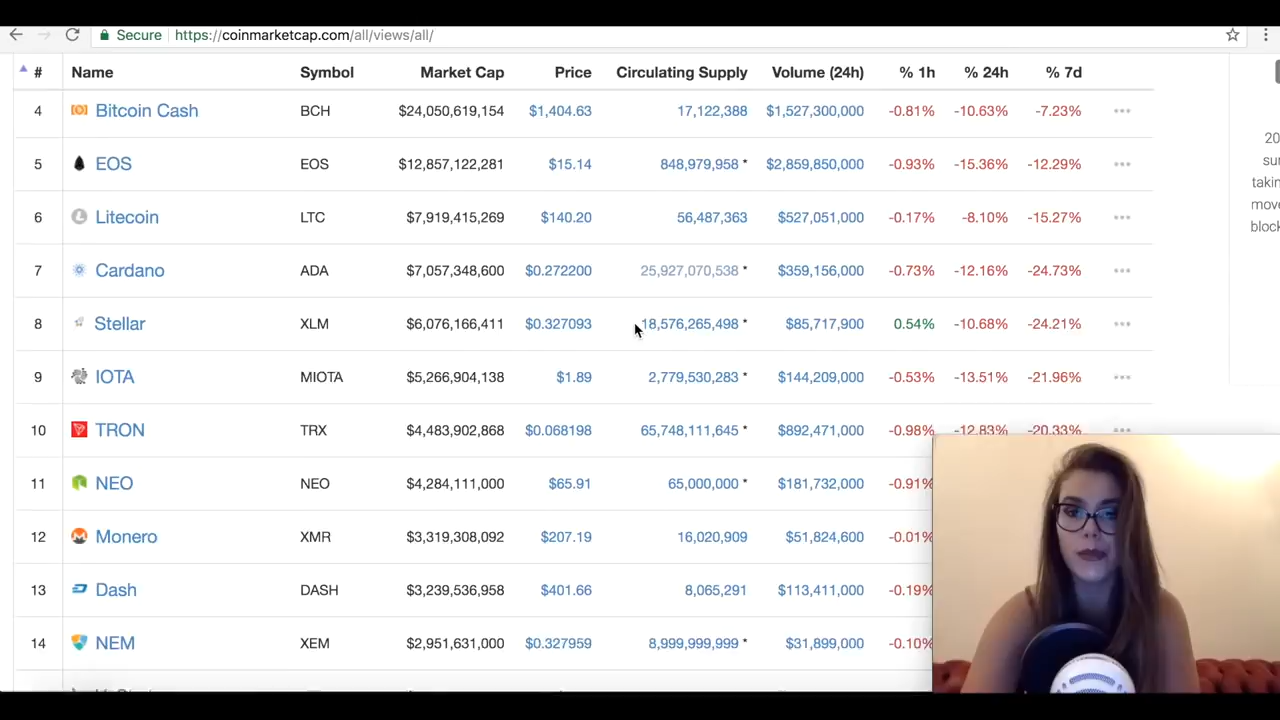 Secure https://coinmarketcap.com/all/views/all/
# Name Symbol Market Cap Price Circulating Supply Volume (24h) % 1h % 24h % 7d
4 Bitcoin Cash BCH $24,050,619,154 $1,404.63 17,122,388 $1,527,300,000 -0.81% -10.63% -7.23%
5 EOS EOS $12,857,122,281 $15.14 848,979,958 * $2,859,850,000 -0.93% -15.36% -12.29%
6 Litecoin LTC $7,919,415,269 $140.20 56,487,363 $527,051,000 -0.17% -8.10% -15.27%
7 Cardano ADA $7,057,348,600 $0.272200 25,927,070,538 * $359,156,000 -0.73% -12.16% -24.73%
8 Stellar XLM $6,076,166,411 $0.327093 18,576,265,498 * $85,717,900 0.54% -10.68% -24.21%
9 IOTA MIOTA $5,266,904,138 $1.89 2,779,530,283 * $144,209,000 -0.53% -13.51% -21.96%
10 TRON TRX $4,483,902,868 $0.068198 65,748,111,645 * $892,471,000 -0.98% -12.83% -20.33%
11 NEO NEO $4,284,111,000 $65.91 65,000,000 * $181,732,000 -0.91%
12 Monero XMR $3,319,308,092 $207.19 16,020,909 $51,824,600 -0.01%
13 Dash DASH $3,239,536,958 $401.66 8,065,291 $113,411,000 -0.19%
14 NEM XEM $2,951,631,000 $0.327959 8,999,999,999 * $31,899,000 -0.10%
20
sur
takin
move
block